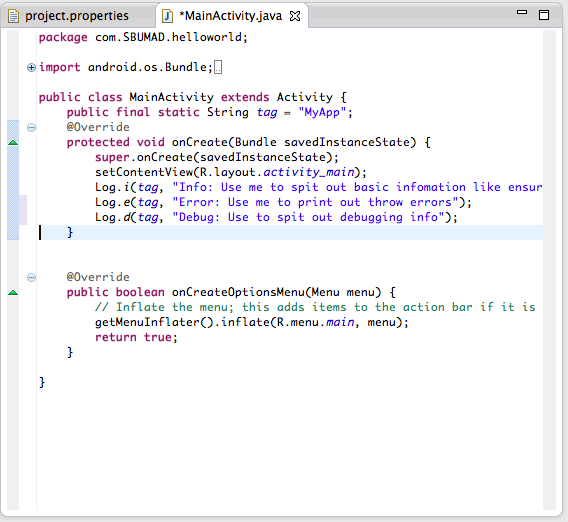 project.properties
*MainActivity.java
package com.SBUMAD.helloworld;
import android.os.Bundle;
public class MainActivity extends Activity {
public final static String tag = "MyApp";
@Override
protected void onCreate(Bundle savedInstanceState) {
super.onCreate(savedInstanceState);
setContentView(R.layout.activity_main);
Log.i(tag, "Info: Use me to spit out basic infomation like ensur
Log.e(tag, "Error: Use me to print out throw errors");
Log.d(tag, "Debug: Use to spit out debugging info");
}
@Override
public boolean onCreateOptionsMenu(Menu menu) {
// Inflate the menu; this adds items to the action bar if it is
getMenuInflater().inflate(R.menu.main, menu);
return true;
}
}